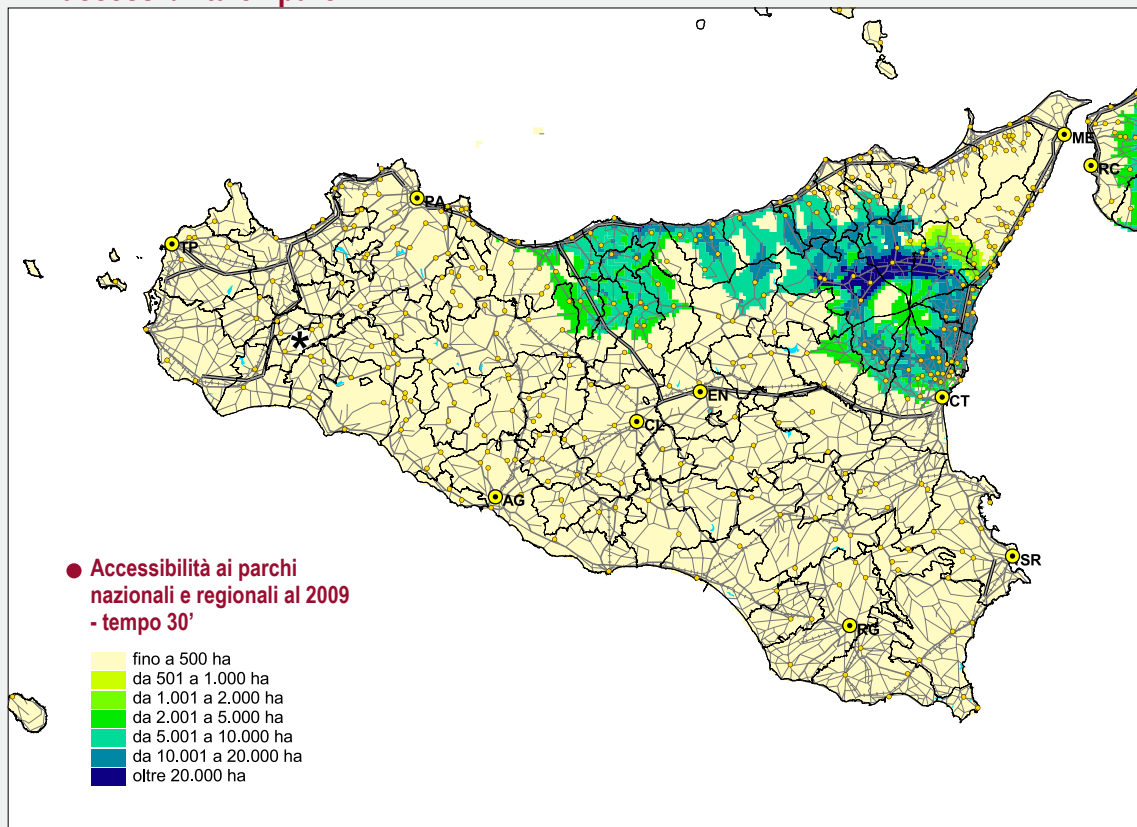 ME
RC
PA
TP
EN
CT
CL
AG
SR
RG
*
Accessibilità ai parchi
nazionali e regionali al 2009
- tempo 30’
fino a 500 ha
da 501 a 1.000 ha
da 1.001 a 2.000 ha
da 2.001 a 5.000 ha
da 5.001 a 10.000 ha
da 10.001 a 20.000 ha
oltre 20.000 ha